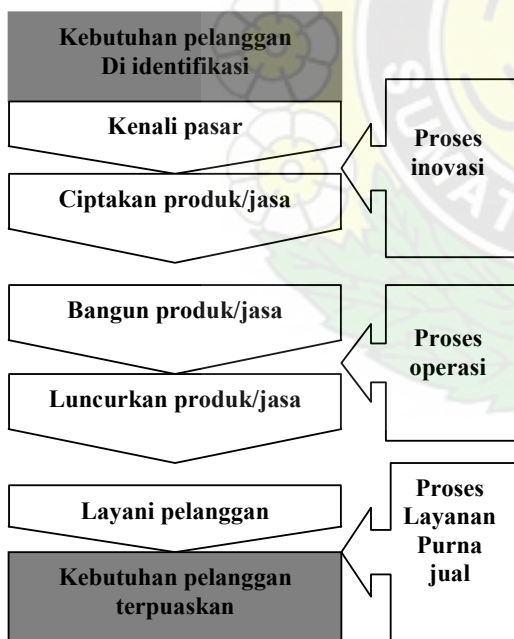 Kebutuhan pelanggan
Di identifikasi
Kenali pasar
Proses
inovasi
Ciptakan produk/jasa
Bangun produk/jasa
Proses
operasi
Luncurkan produk/jasa
Layani pelanggan
Proses
Layanan
Purna
jual
Kebutuhan pelanggan
terpuaskan